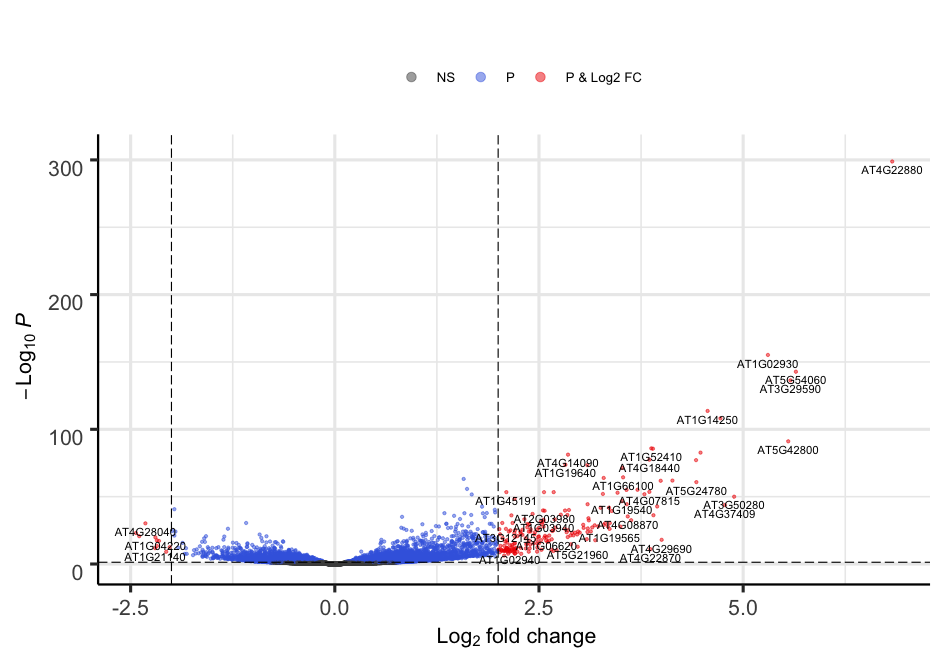 NS P P & Log2 FC
300
200
100
0
−Log10 P
AT4G22880
AT1G02930
AT5G54060
AT3G29590
AT1G14250
AT5G42800
AT4G14090
AT1G52410
AT1G19640
AT4G18440
AT1G66100
AT5G24780
AT1G45191
AT4G07815
AT3G50280
AT1G19540
AT4G37409
AT2G03980
AT4G08870
AT1G03940
AT4G28040
AT3G12145
AT1G19565
AT1G04220
AT1G06620
AT4G29690
AT1G21140
AT5G21960
AT1G02940
AT4G22870
-2.5 0.0 2.5 5.0
Log2 fold change